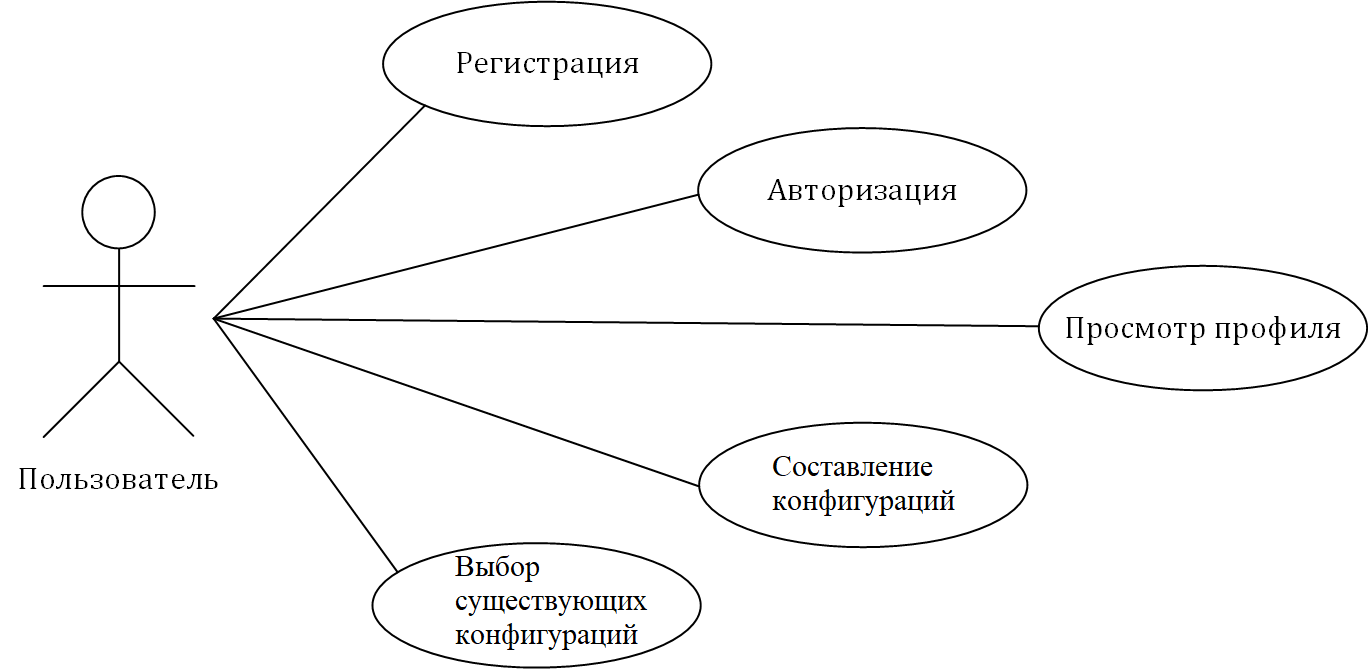 Регистрация
Авторизация
Просмотр профиля
Пользователь
Составление
конфигураций
Выбор
существующих
конфигураций